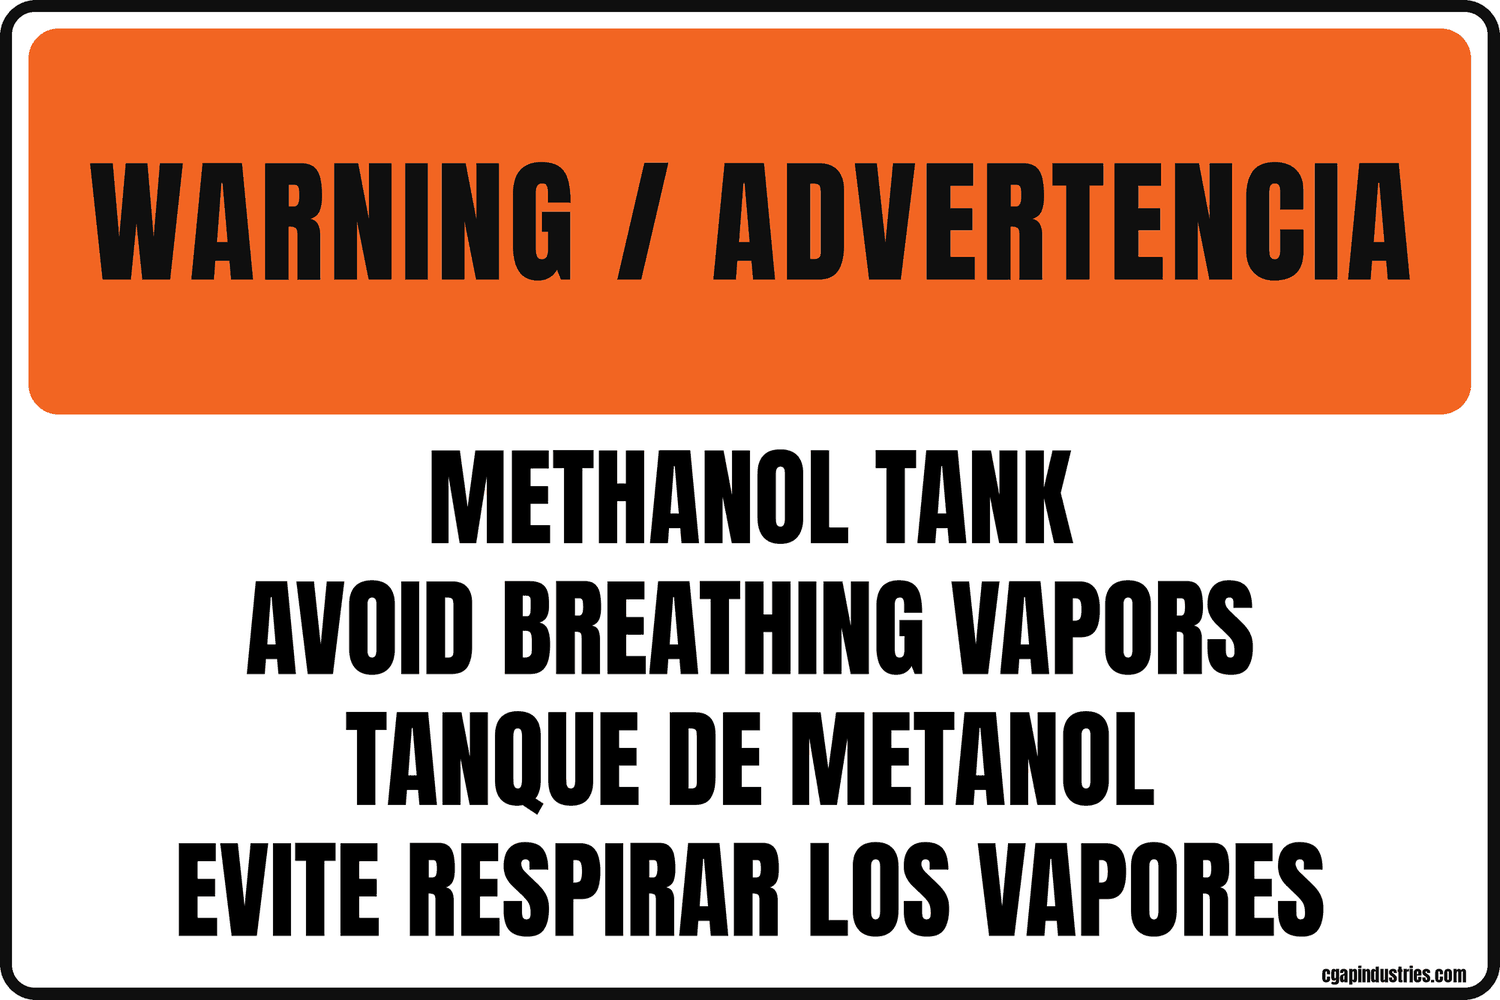 WARNING / ADVERTENCIA
METHANOL TANK
AVOID BREATHING VAPORS
TANQUE DE METANOL
EVITE RESPIRAR LOS VAPORES
cgapindustries.com